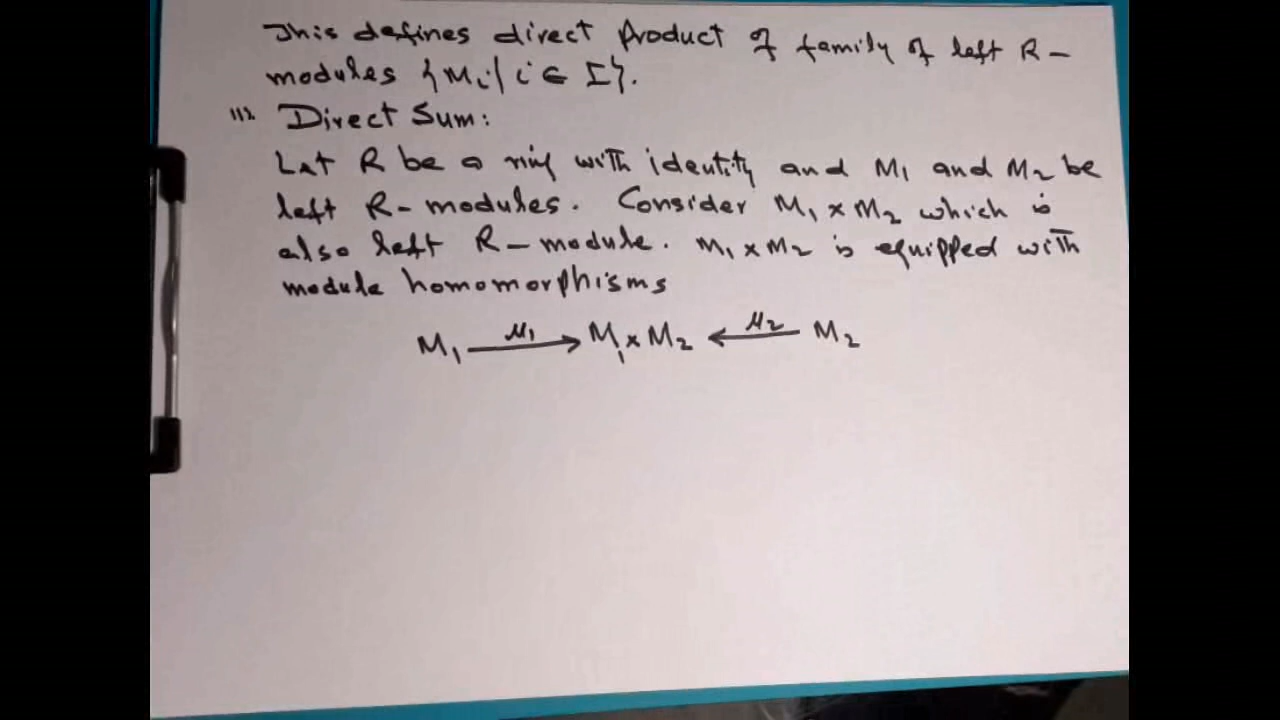 This defines direct product of family of left R-
modules {Mi | i ∈ I}.
iii) Direct Sum:
Let R be a ring with identity and M₁ and M₂ be
left R-modules. Consider M₁ × M₂ which is
also left R-module. M₁ × M₂ is equipped with
module homomorphisms
M₁ —μ₁→ M₁ × M₂ ←μ₂— M₂